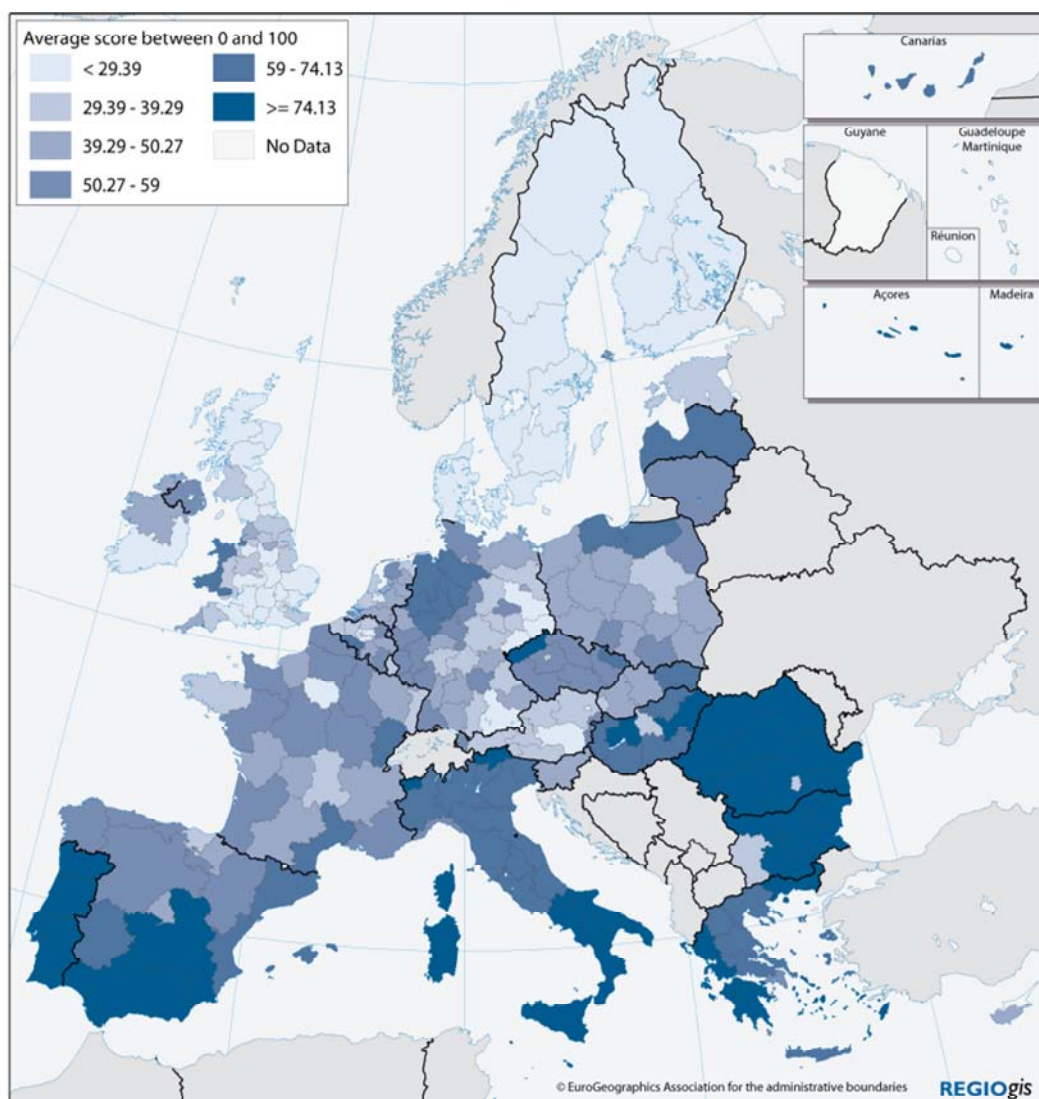 Average score between 0 and 100
< 29.39
29.39 - 39.29
39.29 - 50.27
50.27 - 59
59 - 74.13
>= 74.13
No Data
Canarias
Guyane
Guadeloupe
Martinique
Réunion
Açores
Madeira
© EuroGeographics Association for the administrative boundaries
REGIOgis